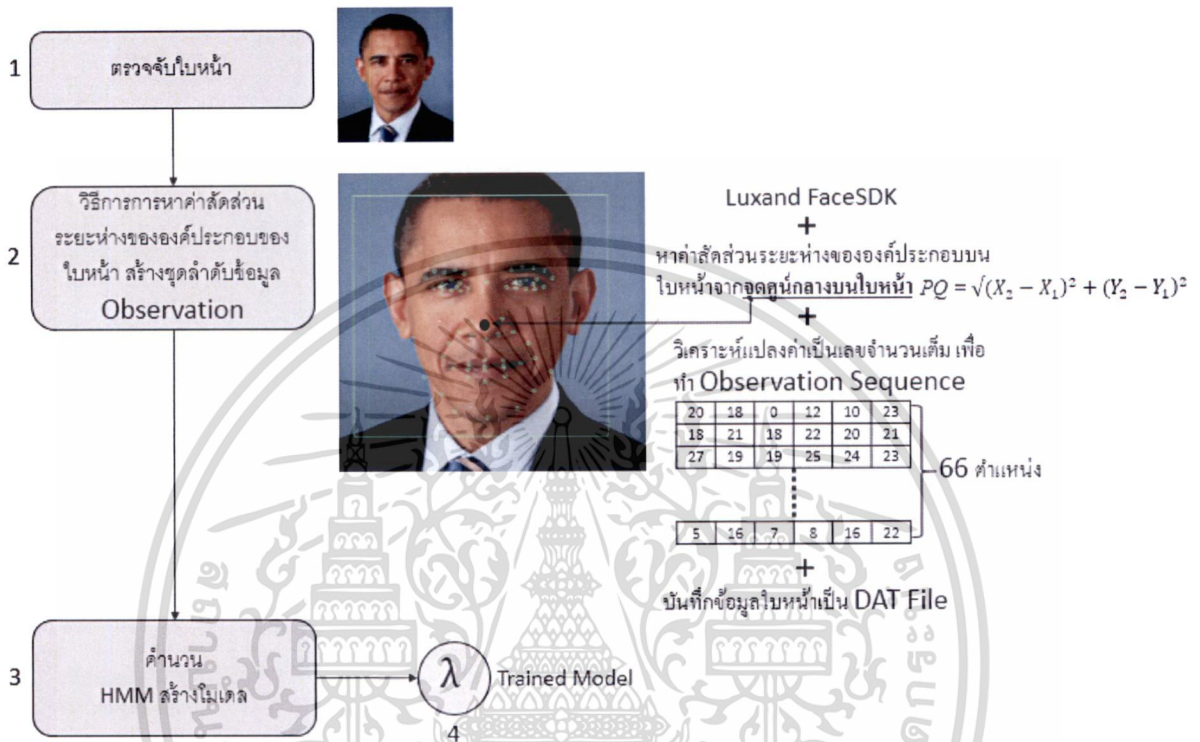 1
ตรวจจับใบหน้า
2
วิธีการการหาค่าสัดส่วน
ระยะห่างขององค์ประกอบของ
ใบหน้า สร้างชุดลำดับข้อมูล
Observation
Luxand FaceSDK
+
หาค่าสัดส่วนระยะห่างขององค์ประกอบบน
ใบหน้าจากจุดศูนย์กลางบนใบหน้า PQ = √(X₂ − X₁)² + (Y₂ − Y₁)²
+
วิเคราะห์แปลงค่าเป็นเลขจำนวนเต็ม เพื่อ
ทำ Observation Sequence
20 18 0 12 10 23
18 21 18 22 20 21
27 19 19 25 24 23
66 ตำแหน่ง
5 16 7 8 16 22
+
บันทึกข้อมูลใบหน้าเป็น DAT File
3
คำนวน
HMM สร้างโมเดล
λ
Trained Model
4